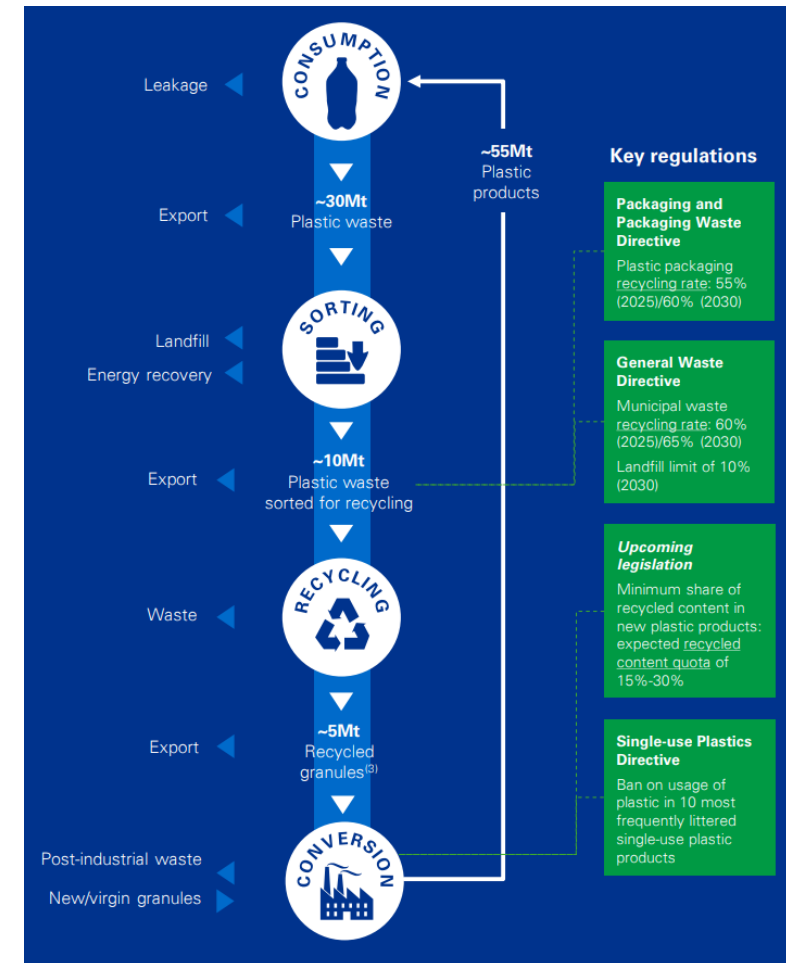 CONSUMPTION
Leakage
~55Mt
Plastic
products
Key regulations
~30Mt
Plastic waste
Export
Packaging and
Packaging Waste
Directive
Plastic packaging
recycling rate: 55%
(2025)/60% (2030)
SORTING
Landfill
Energy recovery
General Waste
Directive
Municipal waste
recycling rate: 60%
(2025)/65% (2030)
Landfill limit of 10%
(2030)
~10Mt
Plastic waste
sorted for recycling
Export
Upcoming
legislation
Minimum share of
recycled content in
new plastic products:
expected recycled
content quota of
15%-30%
RECYCLING
Waste
~5Mt
Recycled
granules(3)
Export
Single-use Plastics
Directive
Ban on usage of
plastic in 10 most
frequently littered
single-use plastic
products
CONVERSION
Post-industrial waste
New/virgin granules